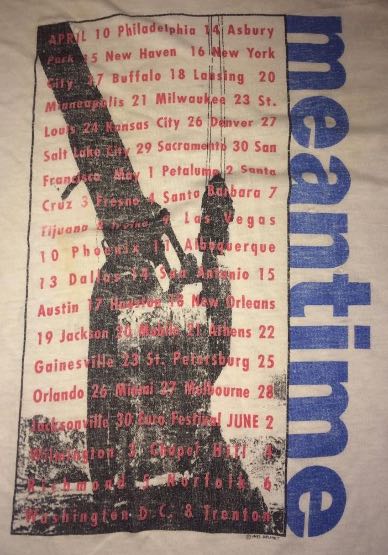 APRIL 10 Philadelphia 14 Asbury
Park 15 New Haven 16 New York
City 17 Buffalo 18 Lansing 20
Minneapolis 21 Milwaukee 23 St.
Louis 24 Kansas City 26 Denver 27
Salt Lake City 29 Sacramento 30 San
Francisco May 1 Petaluma 2 Santa
Cruz 3 Fresno 4 Santa Barbara 7
Tijuana 8 9 Las Vegas
10 Phoenix 11 Albuquerque
13 Dallas 14 San Antonio 15
Austin 17 Houston 18 New Orleans
19 Jackson 20 Mobile 21 Athens 22
Gainesville 23 St. Petersburg 25
Orlando 26 Miami 27 Melbourne 28
Jacksonville 30 Euro Festival JUNE 2
Wilmington 3 Chapel Hill 4
Richmond 5 Norfolk 6
Washington D.C. & Trenton
meantime